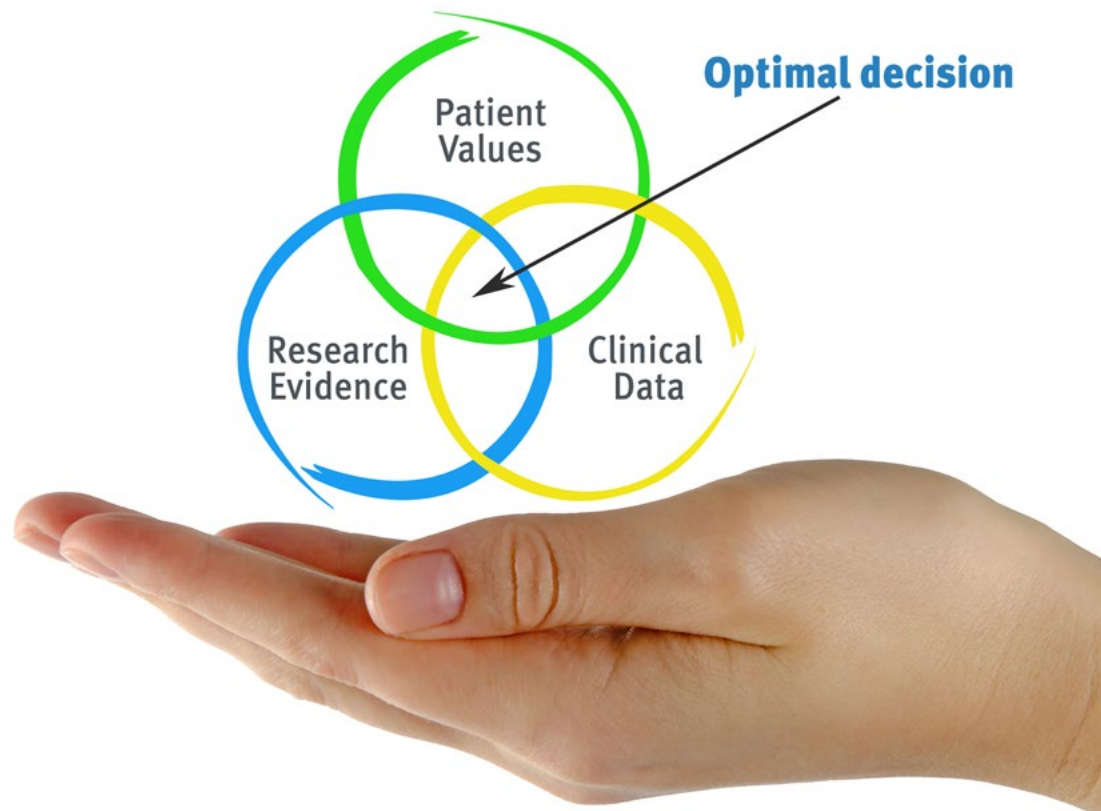 Optimal decision
Patient
Values
Research
Evidence
Clinical
Data